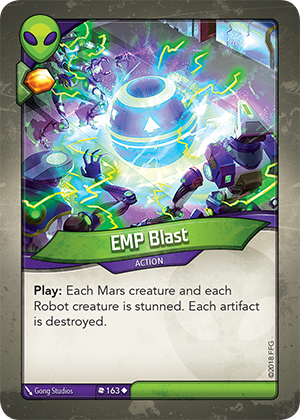 EMP Blast
ACTION
Play: Each Mars creature and each
Robot creature is stunned. Each artifact
is destroyed.
©2018 FFG
Gong Studios
163